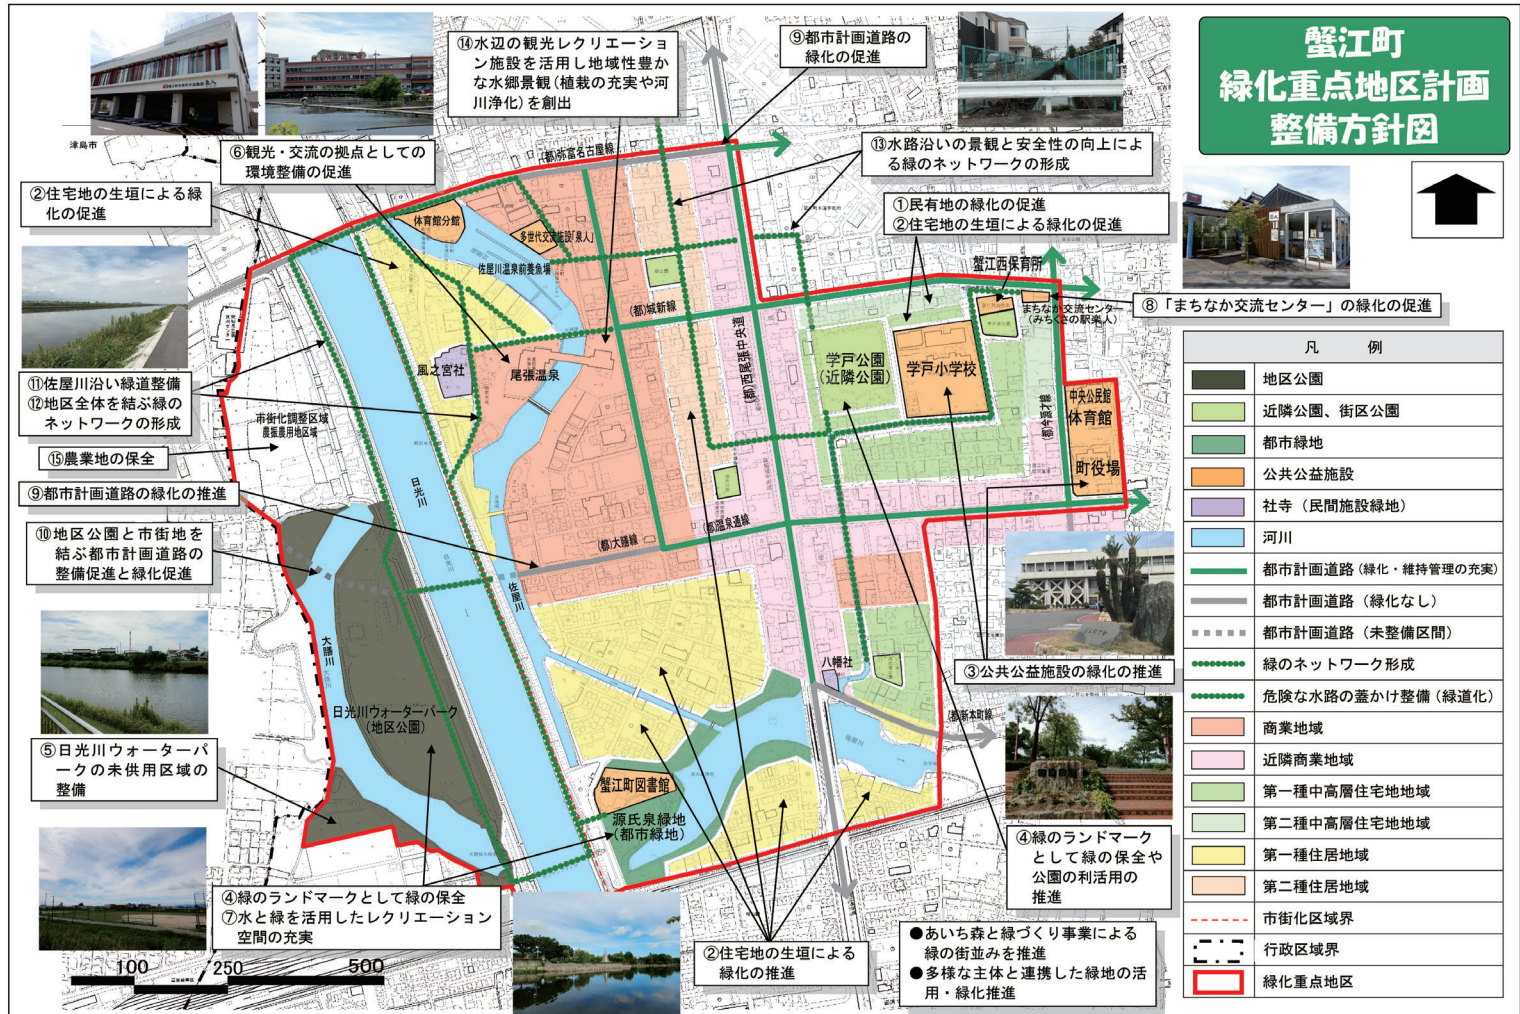 蟹江町
緑化重点地区計画
整備方針図
⑭水辺の観光レクリエーショ
ン施設を活用し地域性豊か
な水郷景観(植栽の充実や河
川浄化)を創出
⑨都市計画道路の
緑化の促進
津島市
⑥観光・交流の拠点としての
環境整備の促進
(都)弥富名古屋線
⑬水路沿いの景観と安全性の向上によ
る緑のネットワークの形成
②住宅地の生垣による緑
化の促進
①民有地の緑化の促進
②住宅地の生垣による緑化の促進
体育館分館
多世代交流施設「泉人」
佐屋川温泉前養魚場
蟹江西保育所
まちなか交流センター
(みちくさの駅楽人)
⑧「まちなか交流センター」の緑化の促進
(都)城新線
(都)西尾張中央道
学戸公園
(近隣公園)
学戸小学校
風之宮社
尾張温泉
(都)今須才線
中央公民館
体育館
町役場
⑪佐屋川沿い緑道整備
⑫地区全体を結ぶ緑の
ネットワークの形成
市街化調整区域
農振農用地区域
⑮農業地の保全
日光川
⑨都市計画道路の緑化の推進
(都)温泉通線
(都)大膳線
⑩地区公園と市街地を
結ぶ都市計画道路の
整備促進と緑化促進
佐屋川
大膳川
八幡社
③公共公益施設の緑化の推進
(都)新本町線
佐屋川
日光川ウォーターパーク
(地区公園)
⑤日光川ウォーターパ
ークの未供用区域の
整備
蟹江町図書館
源氏泉緑地
(都市緑地)
④緑のランドマークとして緑の保全
⑦水と緑を活用したレクリエーション
空間の充実
④緑のランドマーク
として緑の保全や
公園の利活用の
推進
②住宅地の生垣による
緑化の推進
●あいち森と緑づくり事業による
緑の街並みを推進
●多様な主体と連携した緑地の活
用・緑化推進
100 250 500
凡 例
地区公園
近隣公園、街区公園
都市緑地
公共公益施設
社寺(民間施設緑地)
河川
都市計画道路(緑化・維持管理の充実)
都市計画道路(緑化なし)
都市計画道路(未整備区間)
緑のネットワーク形成
危険な水路の蓋かけ整備(緑道化)
商業地域
近隣商業地域
第一種中高層住宅地地域
第二種中高層住宅地地域
第一種住居地域
第二種住居地域
市街化区域界
行政区域界
緑化重点地区